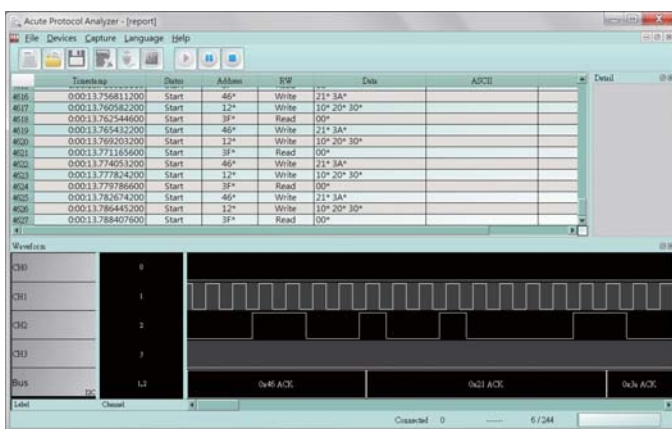 Acute Protocol Analyzer - [report]
File Devices Capture Language Help
Timestamp Status Address RW Data ASCII Detail
4616 0:00:13.756811200 Start 46* Write 21* 3A*
4617 0:00:13.760582200 Start 12* Write 10* 20* 30*
4618 0:00:13.762544600 Start 3F* Read 00*
4619 0:00:13.765432200 Start 46* Write 21* 3A*
4620 0:00:13.769203200 Start 12* Write 10* 20* 30*
4621 0:00:13.771165600 Start 3F* Read 00*
4622 0:00:13.774053200 Start 46* Write 21* 3A*
4623 0:00:13.777824200 Start 12* Write 10* 20* 30*
4624 0:00:13.779786600 Start 3F* Read 00*
4625 0:00:13.782674200 Start 46* Write 21* 3A*
4626 0:00:13.786445200 Start 12* Write 10* 20* 30*
4627 0:00:13.788407600 Start 3F* Read 00*
Waveform
CH0 0
CH1 1
CH2 2
CH3 3
Bus I2C 1,2 0x46 ACK 0x21 ACK 0x3a ACK
Label Channel
Connected 0 ----- 6 / 244